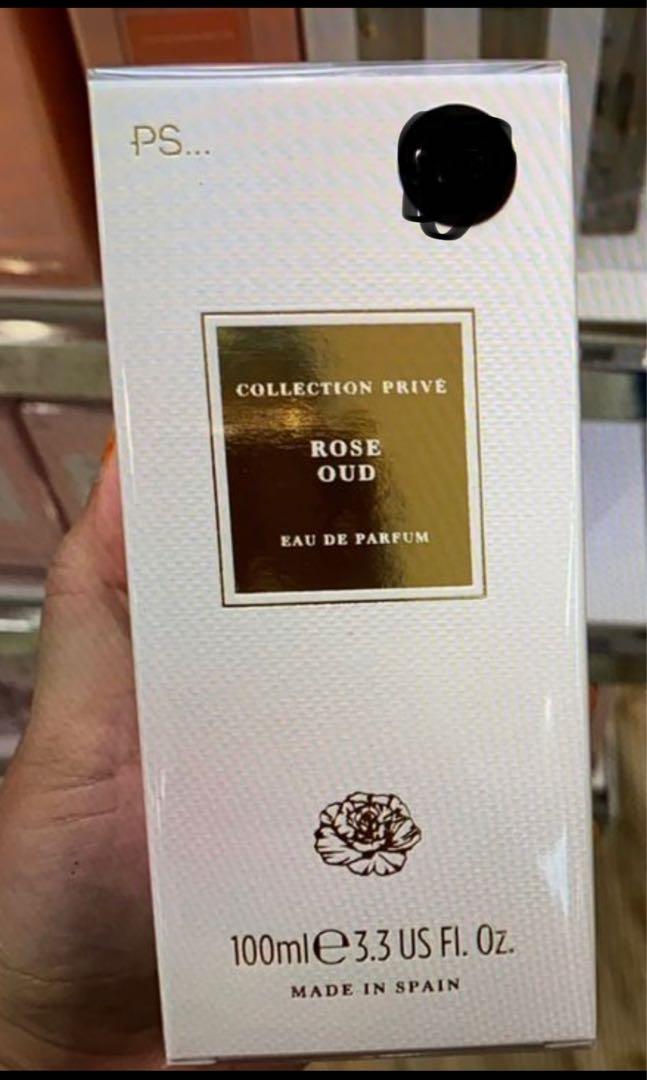 PS...
COLLECTION PRIVÉ
ROSE
OUD
EAU DE PARFUM
100ml℮3.3 US Fl. Oz.
MADE IN SPAIN